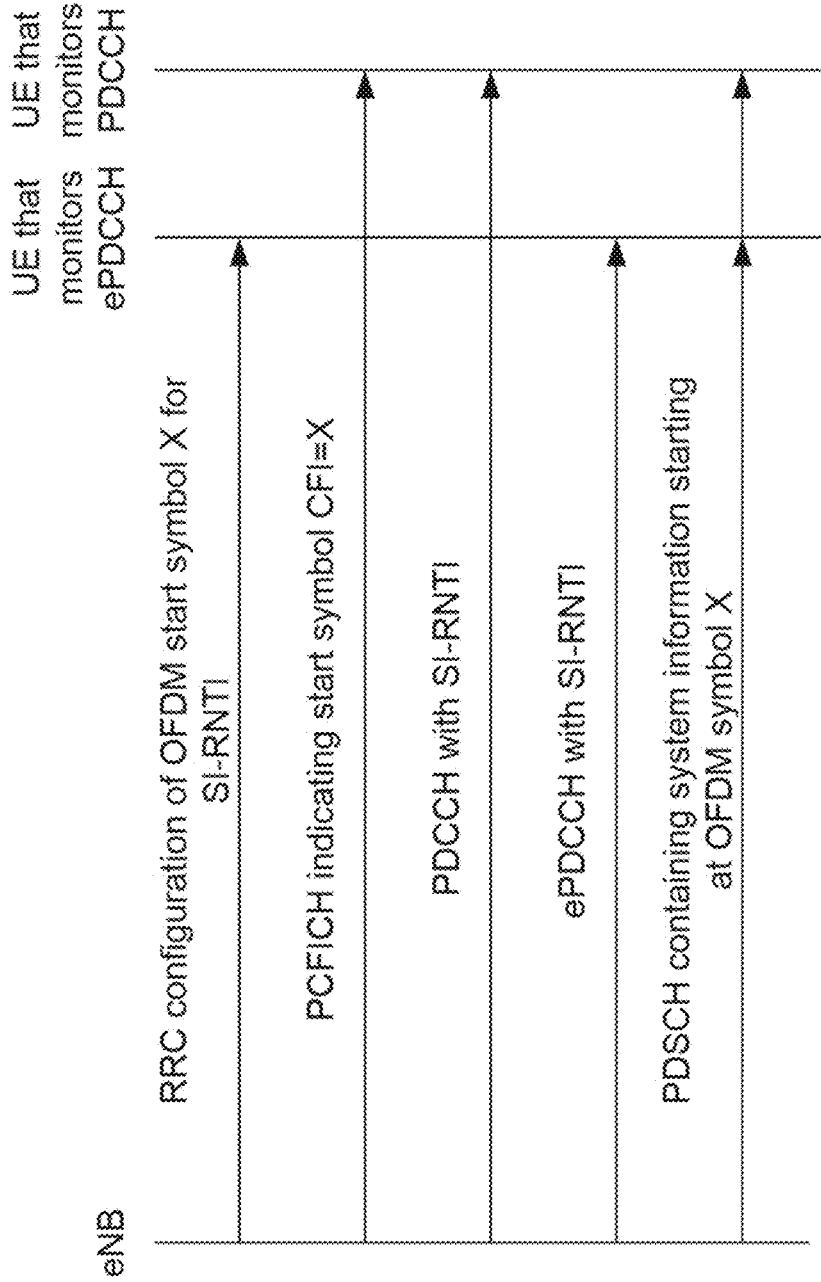 eNB
UE that
monitors
ePDCCH
UE that
monitors
PDCCH
RRC configuration of OFDM start symbol X for
SI-RNTI
PCFICH indicating start symbol CFI=X
PDCCH with SI-RNTI
ePDCCH with SI-RNTI
PDSCH containing system information starting
at OFDM symbol X